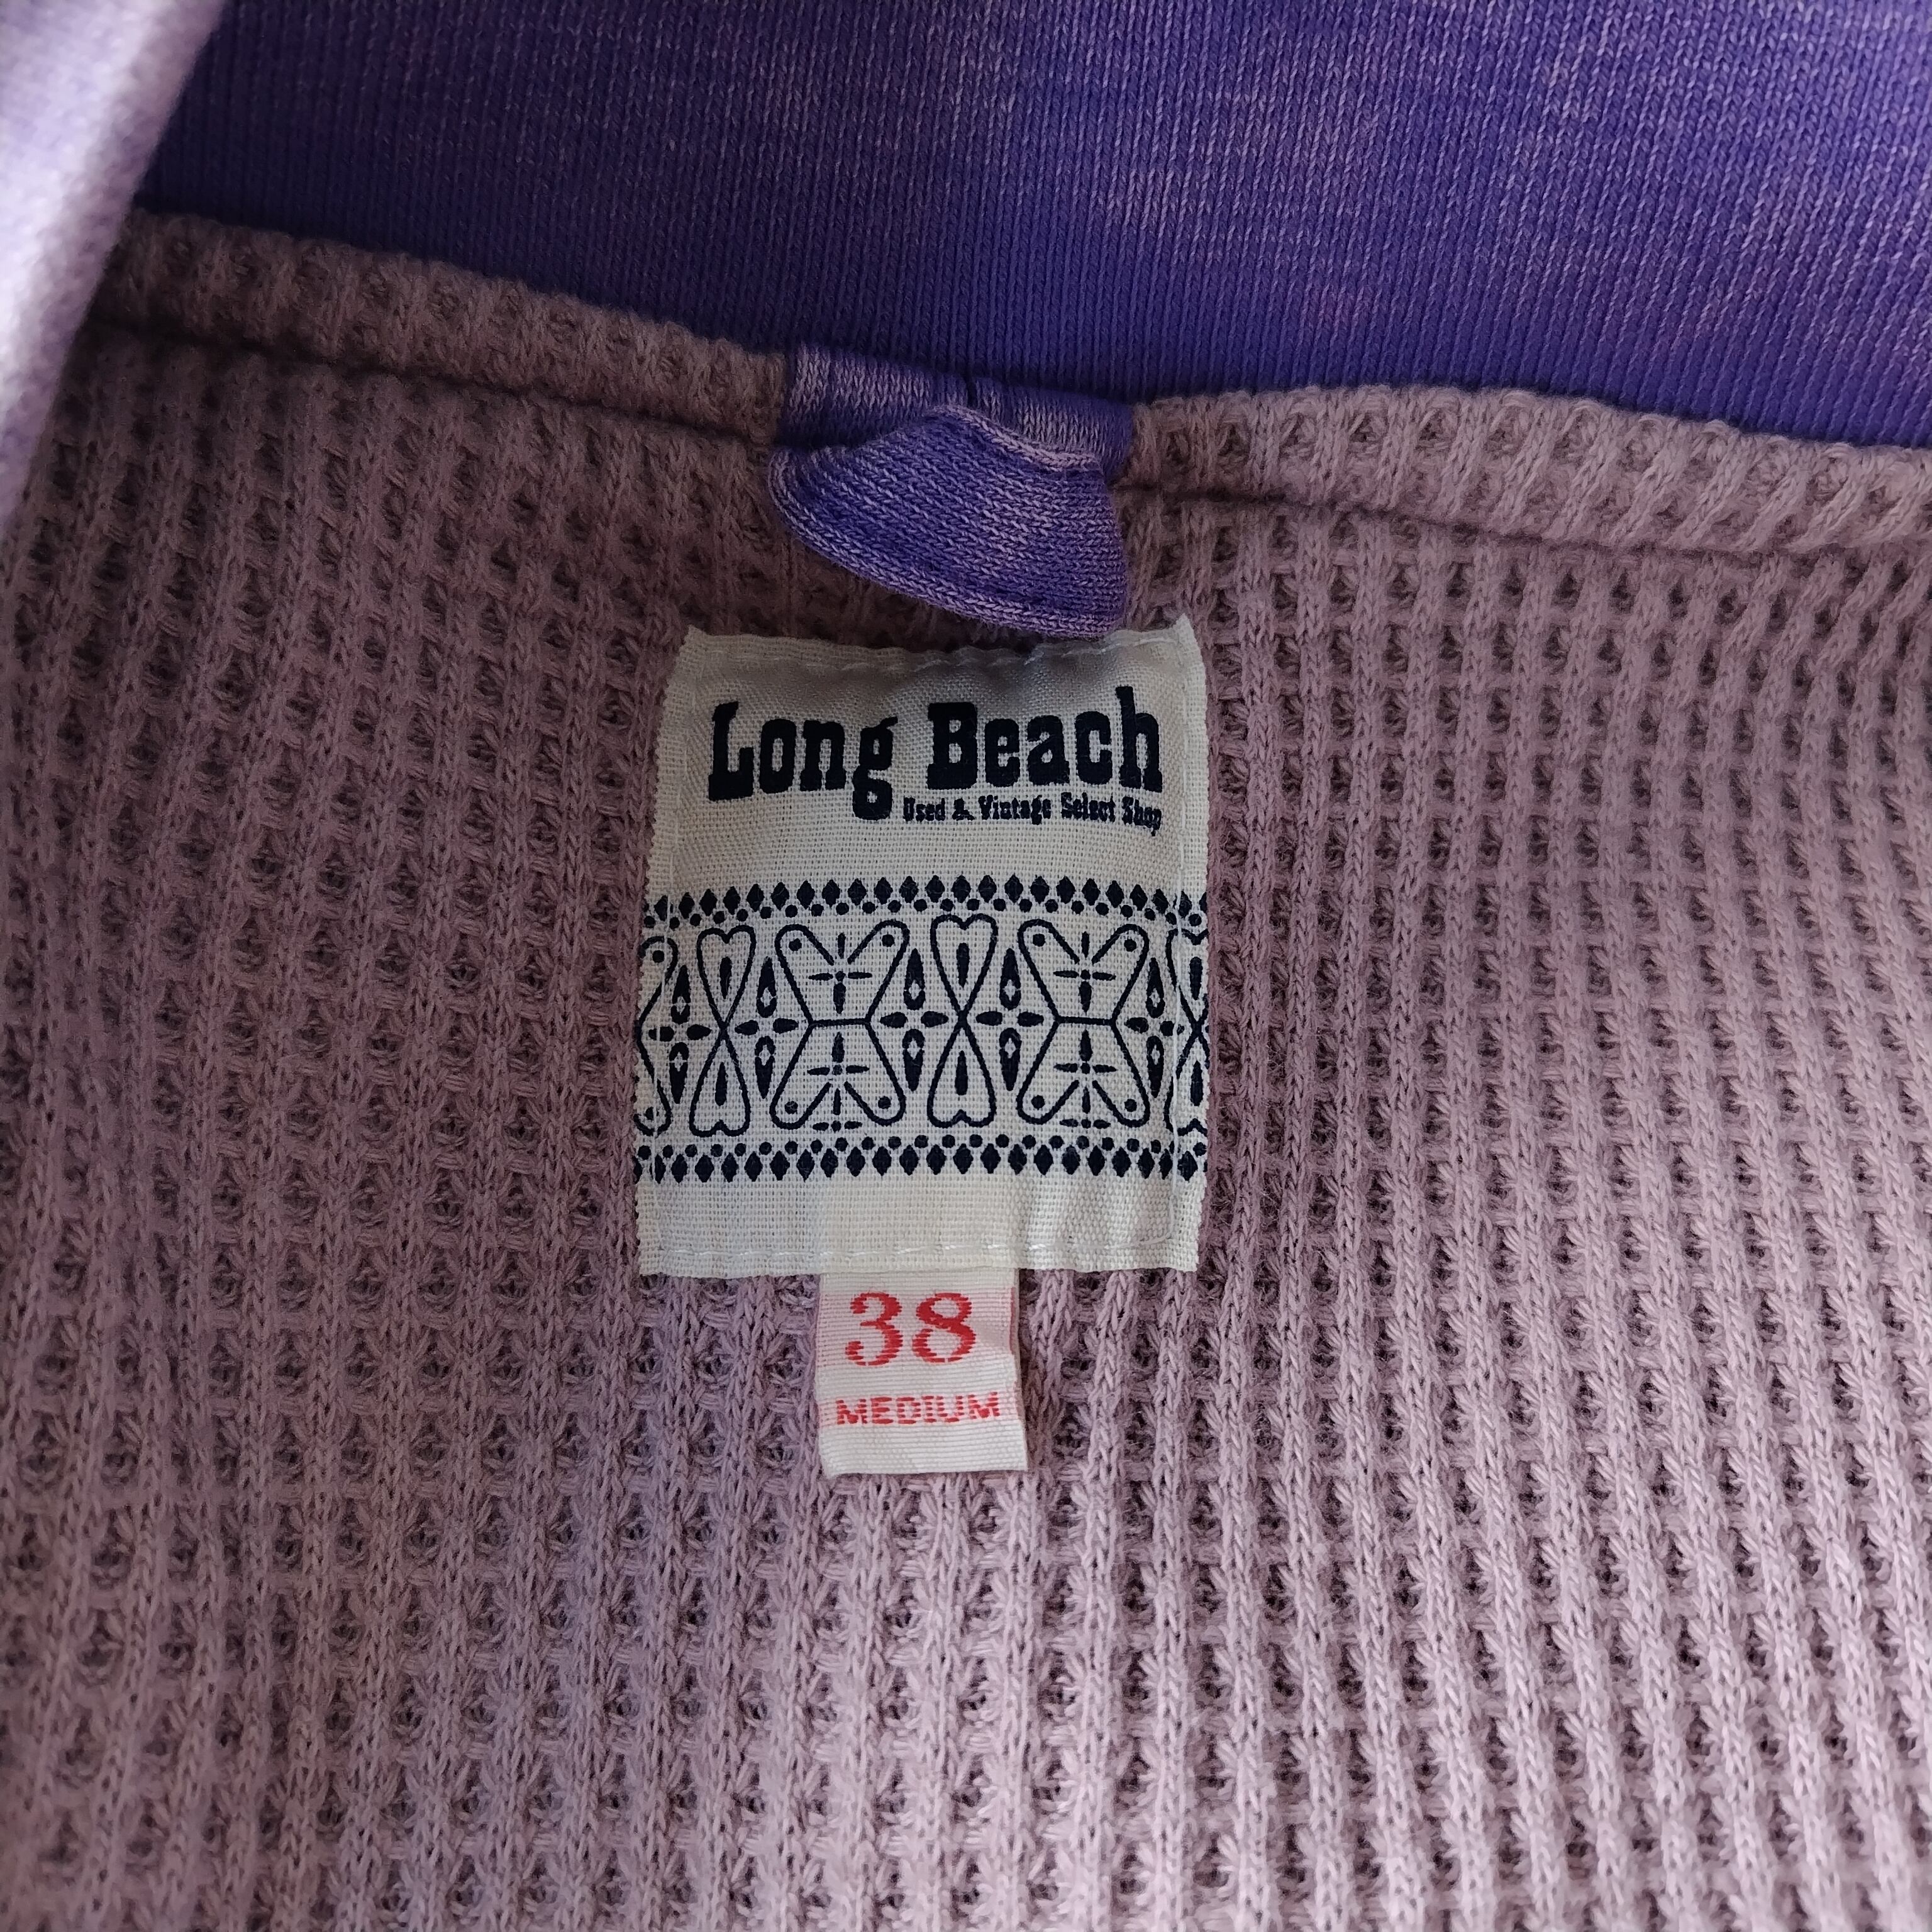 Long Beach
Used & Vintage Select Shop
38
MEDIUM